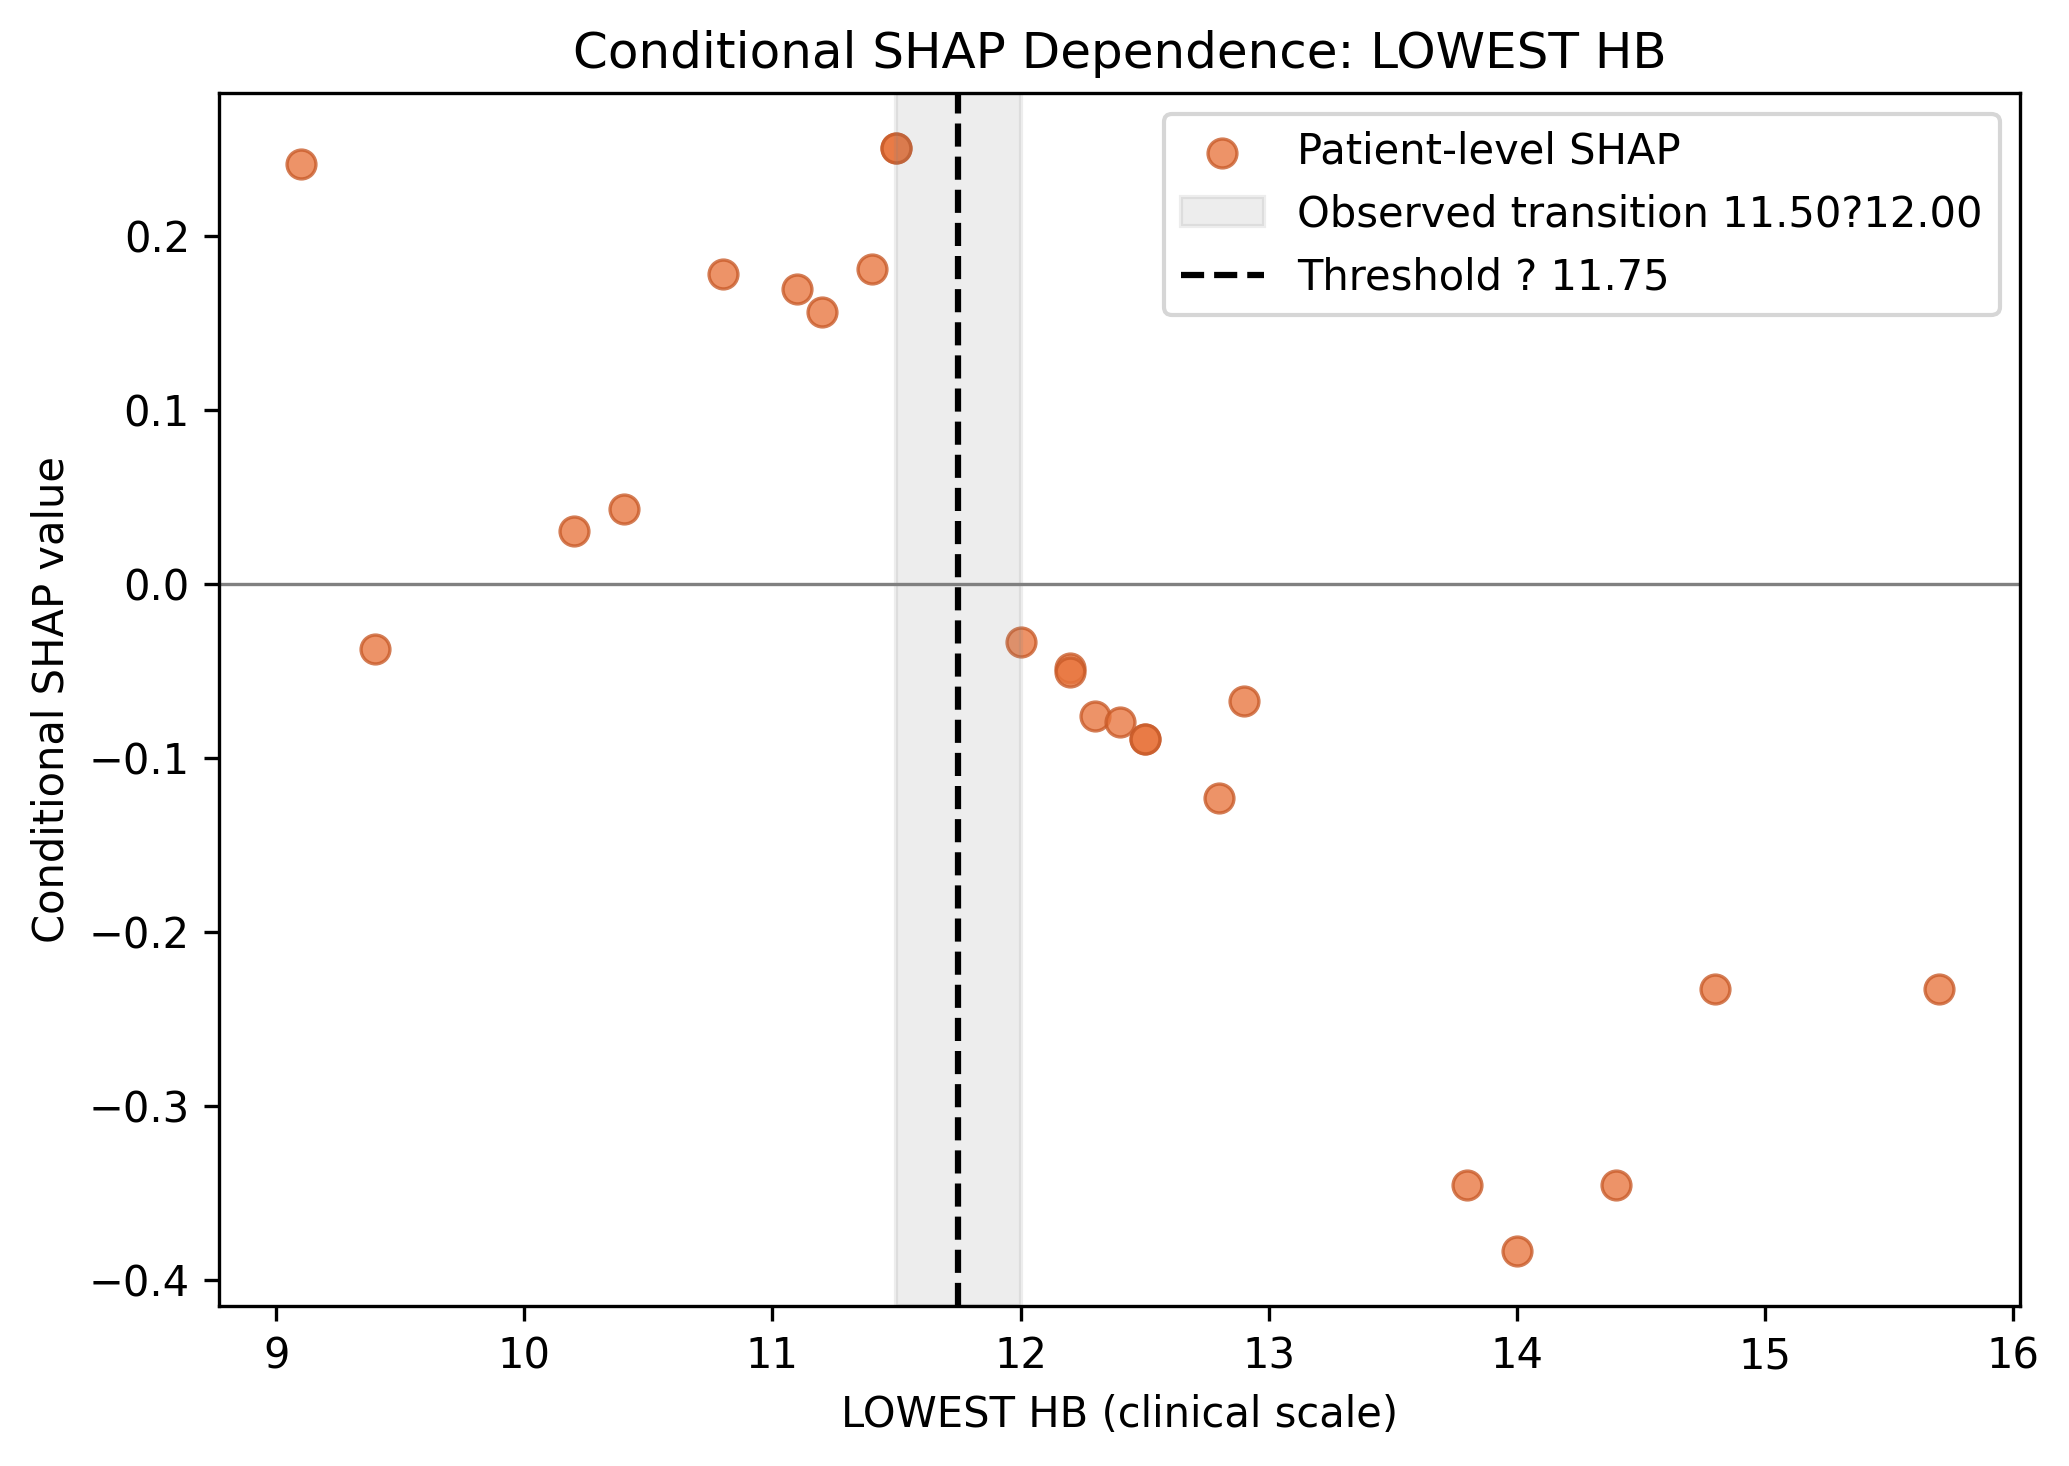 Conditional SHAP Dependence: LOWEST HB
Patient-level SHAP
Observed transition 11.50?12.00
Threshold ? 11.75
Conditional SHAP value
0.2
0.1
0.0
−0.1
−0.2
−0.3
−0.4
9 10 11 12 13 14 15 16
LOWEST HB (clinical scale)